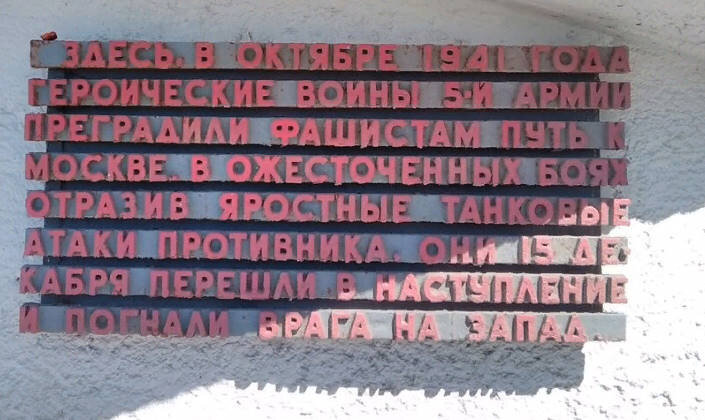 ЗДЕСЬ, В ОКТЯБРЕ 1941 ГОДА
ГЕРОИЧЕСКИЕ ВОИНЫ 5-Й АРМИИ
ПРЕГРАДИЛИ ФАШИСТАМ ПУТЬ К
МОСКВЕ. В ОЖЕСТОЧЕННЫХ БОЯХ
ОТРАЗИВ ЯРОСТНЫЕ ТАНКОВЫЕ
АТАКИ ПРОТИВНИКА. ОНИ 15 ДЕ-
КАБРЯ ПЕРЕШЛИ В НАСТУПЛЕНИЕ
И ПОГНАЛИ ВРАГА НА ЗАПАД.